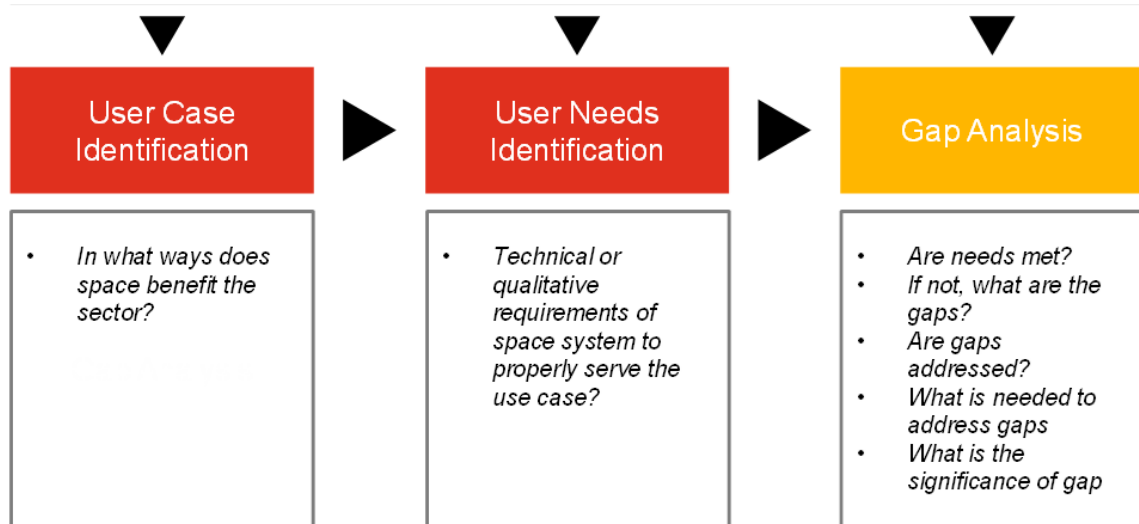 User Case
Identification
User Needs
Identification
Gap Analysis
• In what ways does
space benefit the
sector?
• Technical or
qualitative
requirements of
space system to
properly serve the
use case?
• Are needs met?
• If not, what are the
gaps?
• Are gaps
addressed?
• What is needed to
address gaps
• What is the
significance of gap